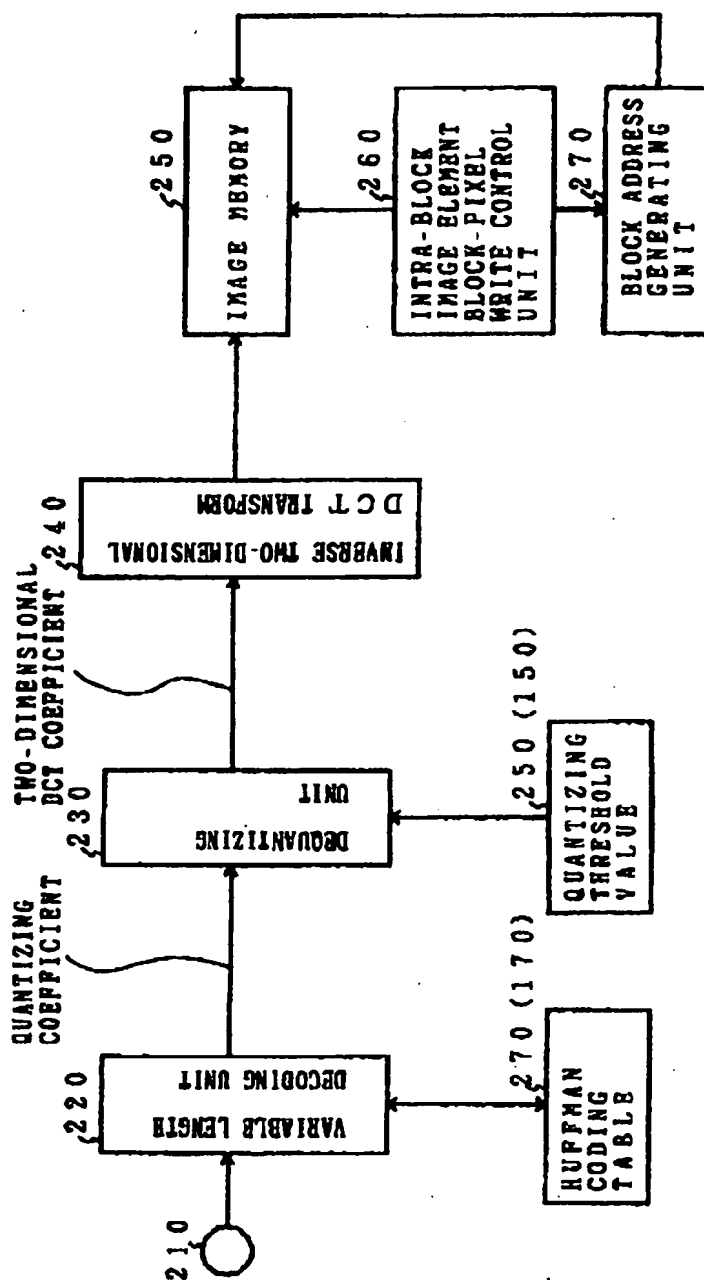 210
220
VARIABLE LENGTH
DECODING UNIT
QUANTIZING
COEFFICIENT
230
DEQUANTIZING
UNIT
TWO-DIMENSIONAL
DCT COEFFICIENT
240
INVERSE TWO-DIMENSIONAL
DCT TRANSFORM
250
IMAGE MEMORY
260
INTRA-BLOCK
IMAGE ELEMENT
BLOCK-PIXEL
WRITE CONTROL
UNIT
270
BLOCK ADDRESS
GENERATING
UNIT
270 (170)
HUFFMAN
CODING
TABLE
250 (150)
QUANTIZING
THRESHOLD
VALUE